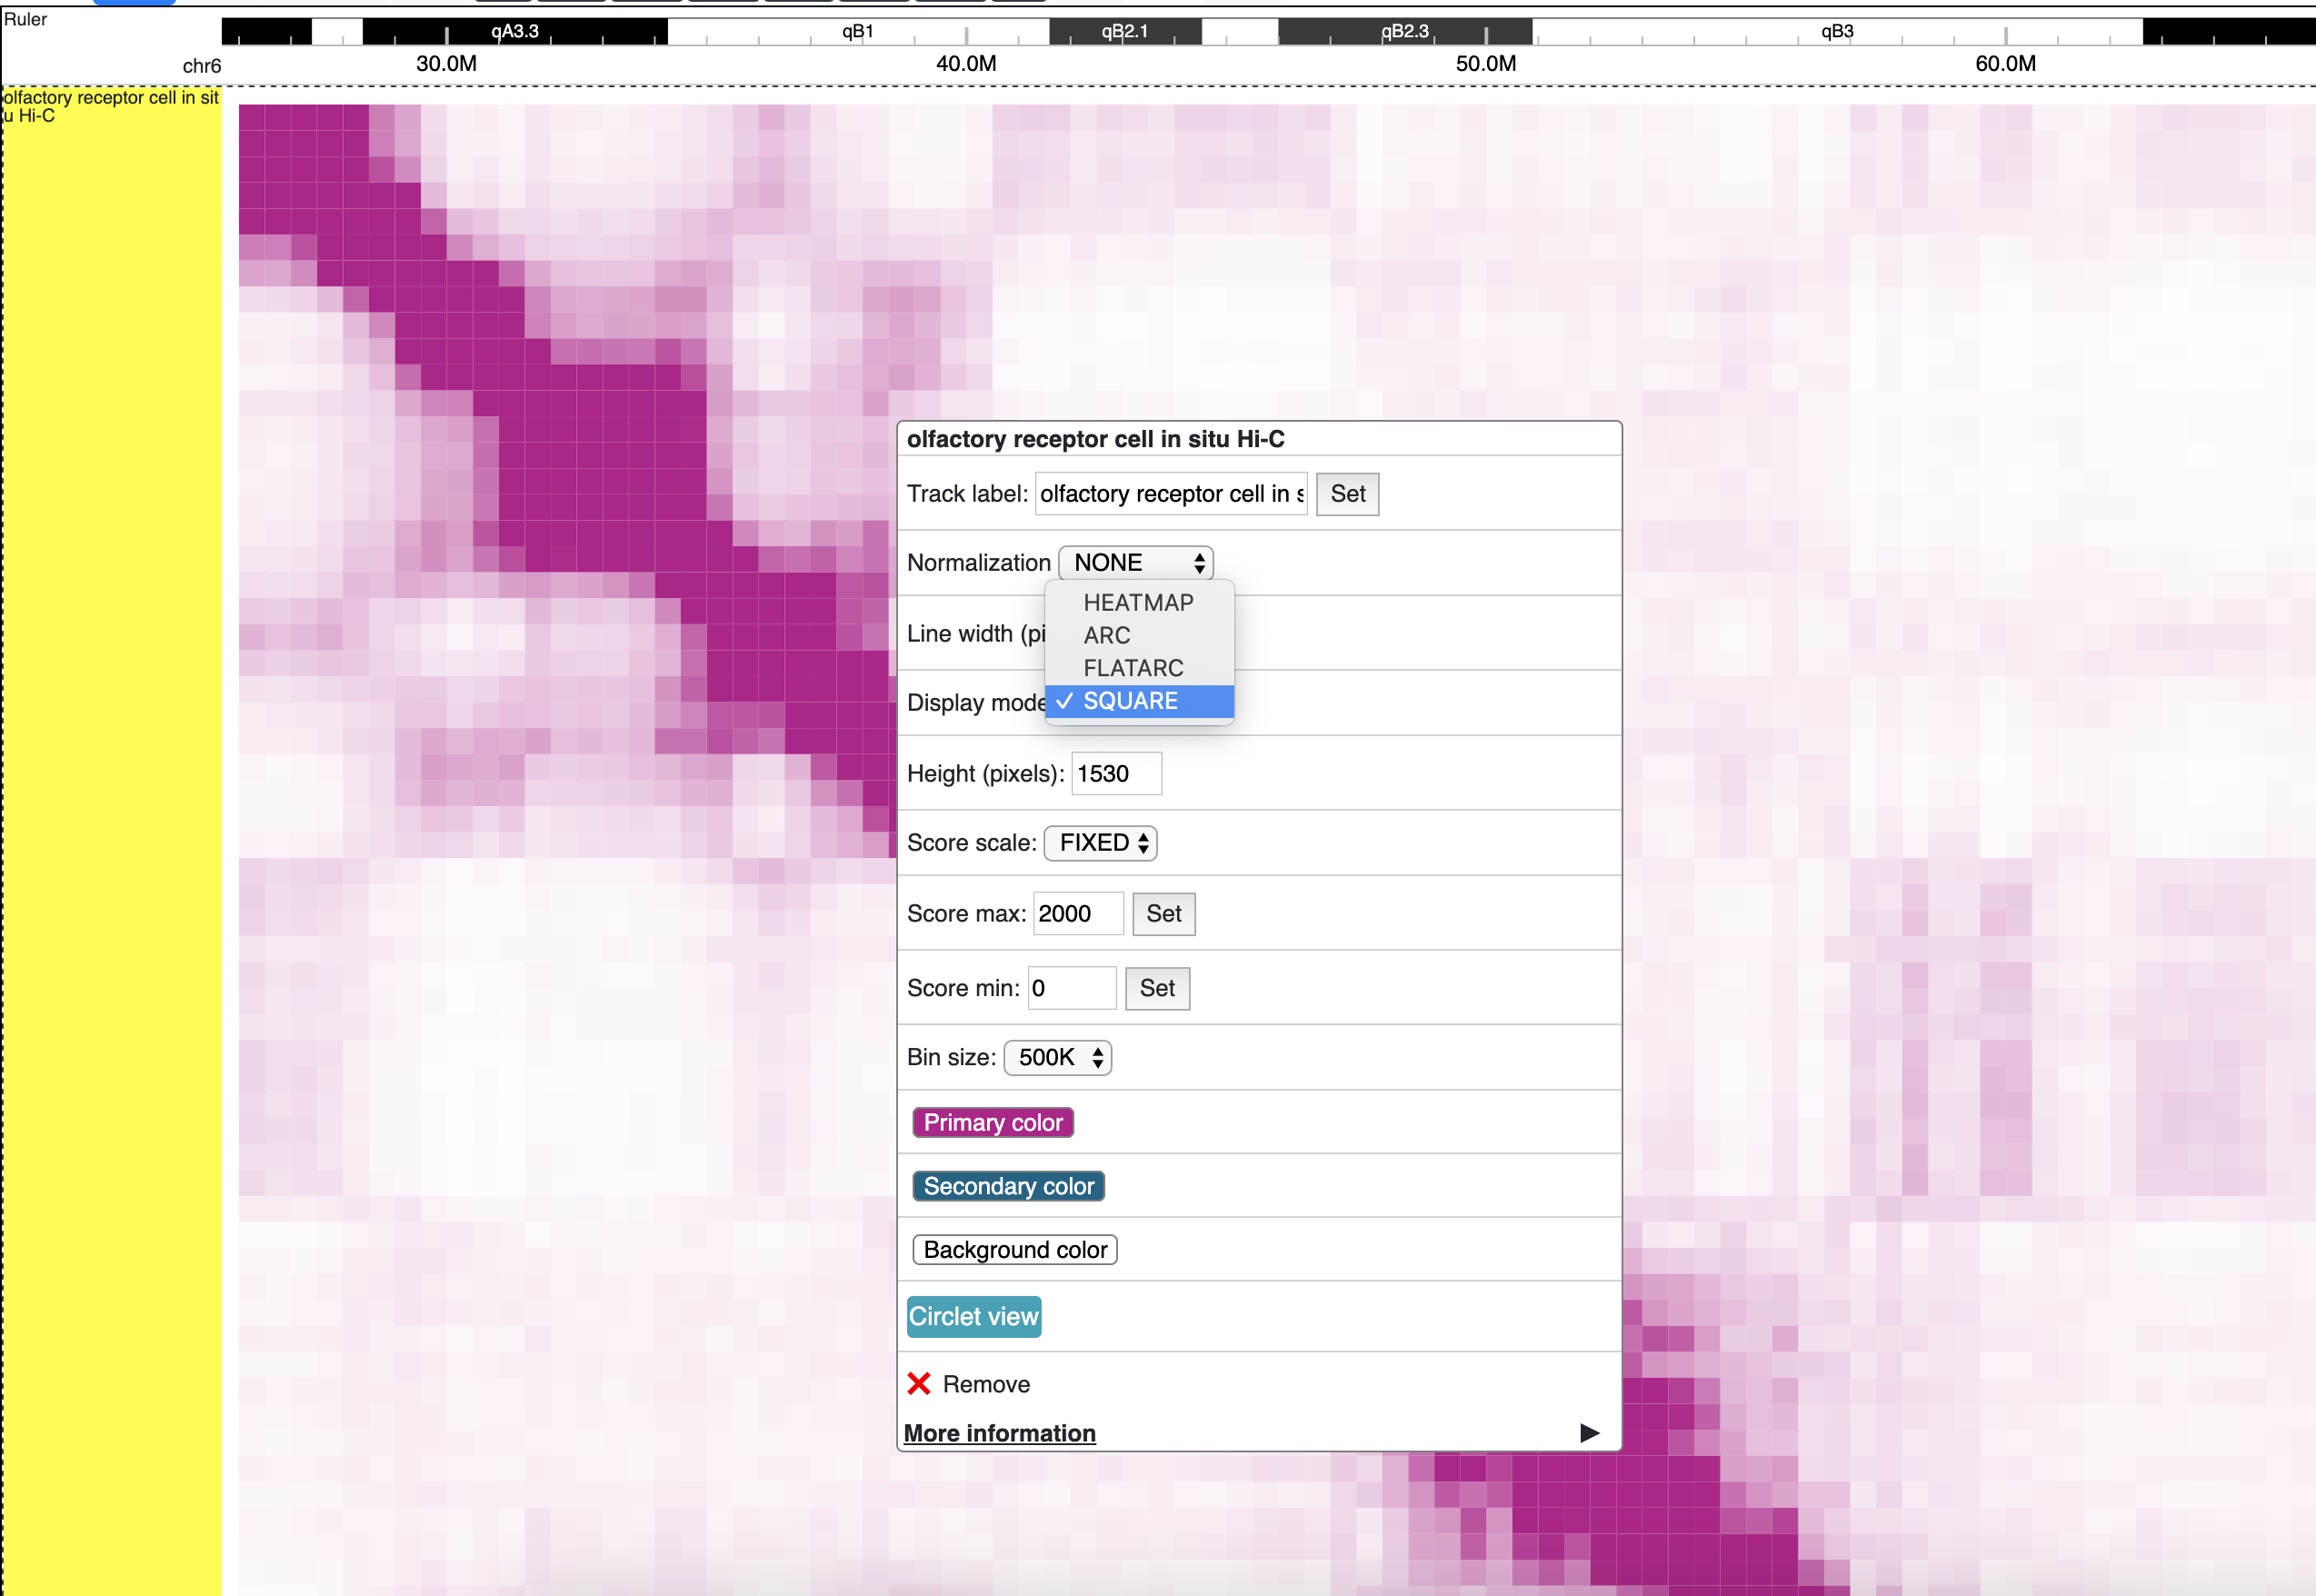 Ruler
qA3.3 qB1 qB2.1 qB2.3 qB3
chr6 30.0M 40.0M 50.0M 60.0M
olfactory receptor cell in sit
u Hi-C
olfactory receptor cell in situ Hi-C
Track label: olfactory receptor cell in s Set
Normalization NONE
HEATMAP
ARC
FLATARC
✓ SQUARE
Line width (pi
Display mode
Height (pixels): 1530
Score scale: FIXED
Score max: 2000 Set
Score min: 0 Set
Bin size: 500K
Primary color
Secondary color
Background color
Circlet view
Remove
More information